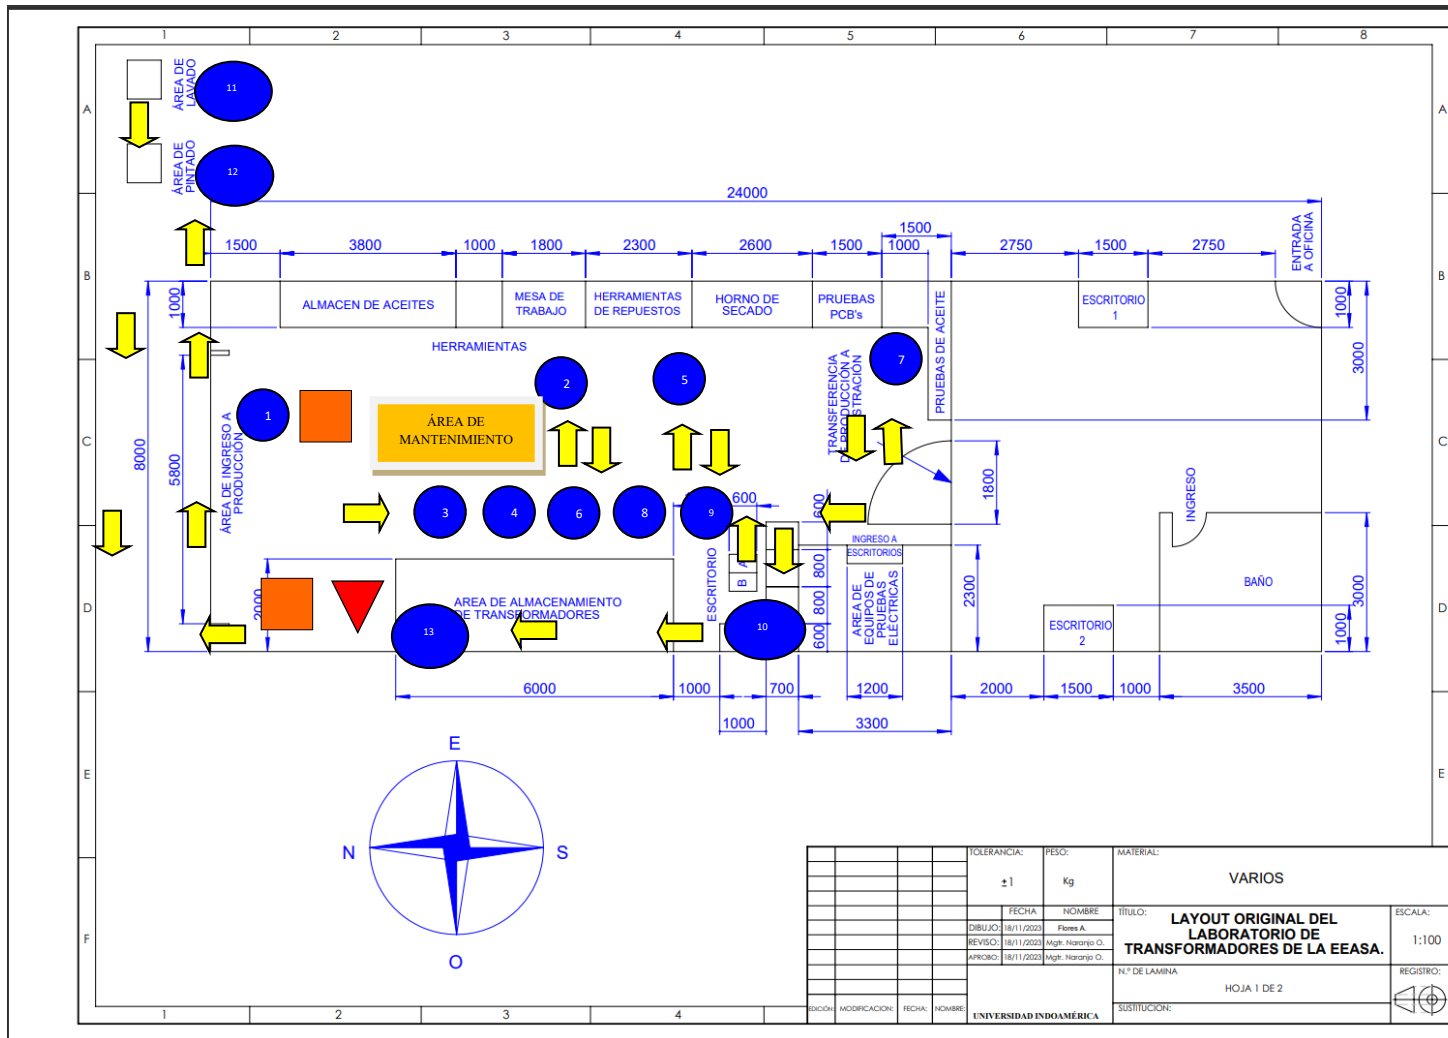 1 2 3 4 5 6 7 8
A
A
ÁREA DE
LAVADO
11
ÁREA DE
PINTADO
12
24000
B
B
1500 3800 1000 1800 2300 2600 1500 1500 1000 2750 1500 2750
ENTRADA
A OFICINA
1000
ALMACEN DE ACEITES
MESA DE
TRABAJO
HERRAMIENTAS
DE REPUESTOS
HORNO DE
SECADO
PRUEBAS
PCB's
PRUEBAS DE ACEITE
ESCRITORIO
1
1000
3000
HERRAMIENTAS
2
5
7
1
ÁREA DE
MANTENIMIENTO
C
C
8000
5800
ÁREA DE INGRESO A
PRODUCCIÓN
TRANSFERENCIA
DE PRODUCCIÓN A
STRACIÓN
1800
3 4 6 8 9
600
600
INGRESO
INGRESO A
ESCRITORIOS
D
D
2000
AREA DE ALMACENAMIENTO
DE TRANSFORMADORES
13
ESCRITORIO
A
B
10
800
800
600
AREA DE
EQUIPOS DE
PRUEBAS
ELÉCTRICAS
2300
ESCRITORIO
2
BAÑO
3000
1000
6000 1000 700 1200 2000 1500 1000 3500
1000 3300
E
E
E
N
S
O
F
F
TOLERANCIA:
±1
PESO:
Kg
MATERIAL:
VARIOS
FECHA NOMBRE
DIBUJO: 18/11/2023 Flores A.
REVISO: 18/11/2023 Mgtr. Naranjo O.
APROBO: 18/11/2023 Mgtr. Naranjo O.
TÍTULO:
LAYOUT ORIGINAL DEL
LABORATORIO DE
TRANSFORMADORES DE LA EEASA.
ESCALA:
1:100
N.º DE LAMINA
HOJA 1 DE 2
REGISTRO:
EDICIÓN: MODIFICACION: FECHA: NOMBRE:
UNIVERSIDAD INDOAMÉRICA
SUSTITUCIÓN:
1 2 3 4